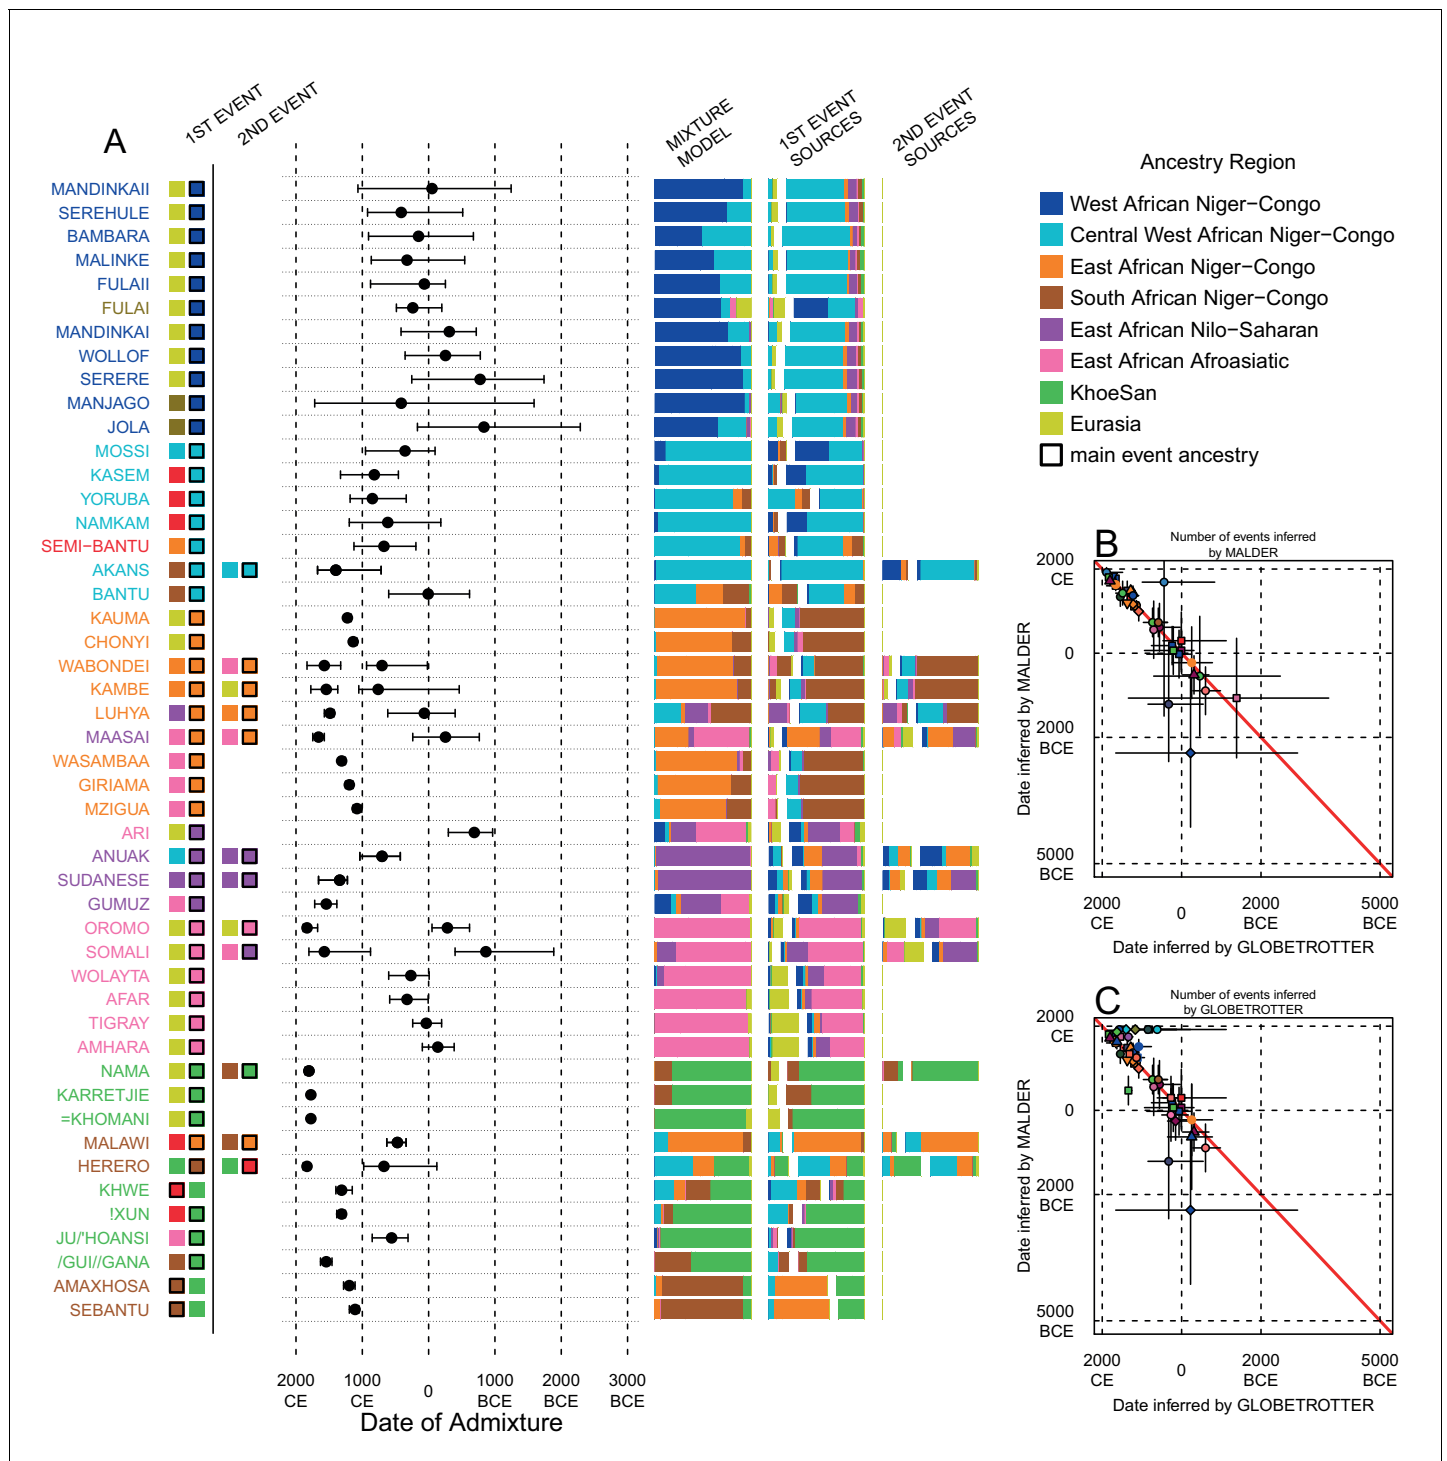 A
1ST EVENT
2ND EVENT
MIXTURE
MODEL
1ST EVENT
SOURCES
2ND EVENT
SOURCES
MANDINKAII
SEREHULE
BAMBARA
MALINKE
FULAII
FULAI
MANDINKAI
WOLLOF
SERERE
MANJAGO
JOLA
MOSSI
KASEM
YORUBA
NAMKAM
SEMI−BANTU
AKANS
BANTU
KAUMA
CHONYI
WABONDEI
KAMBE
LUHYA
MAASAI
WASAMBAA
GIRIAMA
MZIGUA
ARI
ANUAK
SUDANESE
GUMUZ
OROMO
SOMALI
WOLAYTA
AFAR
TIGRAY
AMHARA
NAMA
KARRETJIE
=KHOMANI
MALAWI
HERERO
KHWE
!XUN
JU/'HOANSI
/GUI//GANA
AMAXHOSA
SEBANTU
2000
CE
1000
CE
0
1000
BCE
2000
BCE
3000
BCE
Date of Admixture
Ancestry Region
West African Niger−Congo
Central West African Niger−Congo
East African Niger−Congo
South African Niger−Congo
East African Nilo−Saharan
East African Afroasiatic
KhoeSan
Eurasia
main event ancestry
B
Number of events inferred
by MALDER
2000
CE
0
2000
BCE
5000
BCE
Date inferred by MALDER
2000
CE
0
2000
BCE
5000
BCE
Date inferred by GLOBETROTTER
C
Number of events inferred
by GLOBETROTTER
2000
CE
0
2000
BCE
5000
BCE
Date inferred by MALDER
2000
CE
0
2000
BCE
5000
BCE
Date inferred by GLOBETROTTER